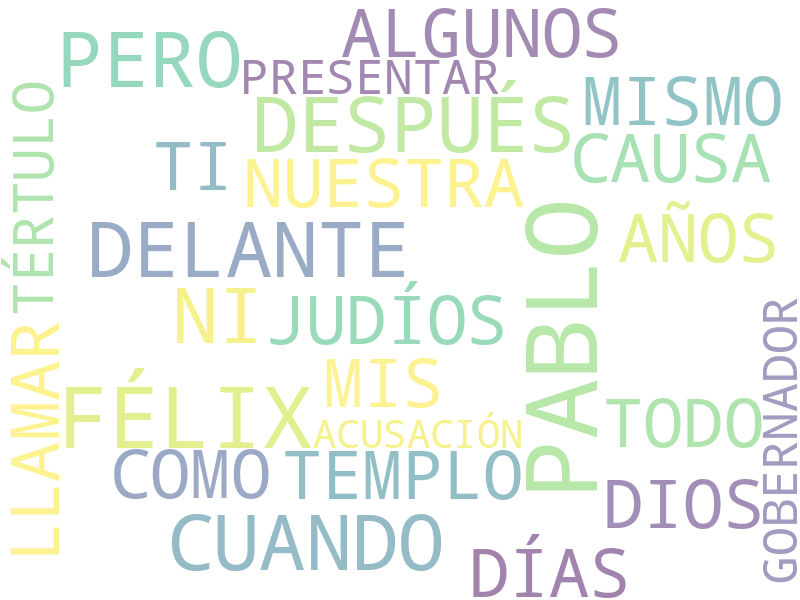 ALGUNOS
PERO
PRESENTAR
MISMO
DESPUÉS
CAUSA
TI
NUESTRA
TÉRTULO
PABLO
AÑOS
DELANTE
NI
JUDÍOS
GOBERNADOR
LLAMAR
MIS
FÉLIX
TODO
ACUSACIÓN
COMO
TEMPLO
DIOS
CUANDO
DÍAS